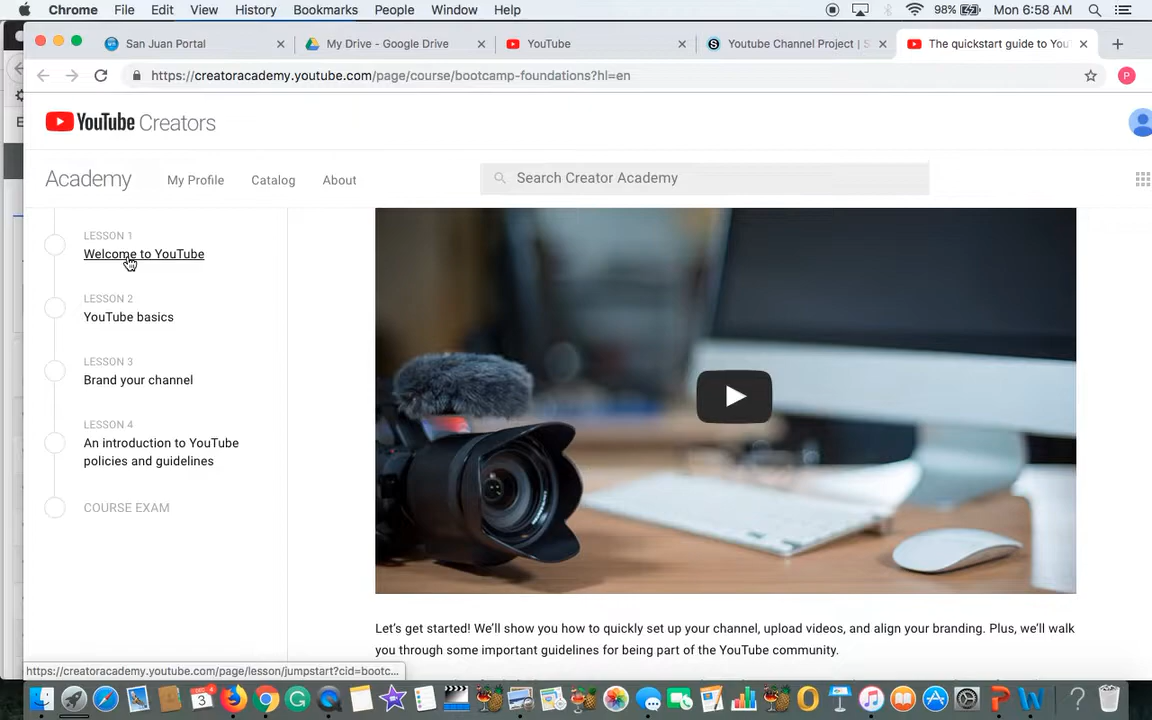 Chrome File Edit View History Bookmarks People Window Help 98% Mon 6:58 AM
San Juan Portal
My Drive - Google Drive
YouTube
Youtube Channel Project | S
The quickstart guide to You
https://creatoracademy.youtube.com/page/course/bootcamp-foundations?hl=en
P
YouTube Creators
Academy My Profile Catalog About Search Creator Academy
LESSON 1
Welcome to YouTube
LESSON 2
YouTube basics
LESSON 3
Brand your channel
LESSON 4
An introduction to YouTube
policies and guidelines
COURSE EXAM
Let's get started! We'll show you how to quickly set up your channel, upload videos, and align your branding. Plus, we'll walk
you through some important guidelines for being part of the YouTube community.
https://creatoracademy.youtube.com/page/lesson/jumpstart?cid=bootc...
3